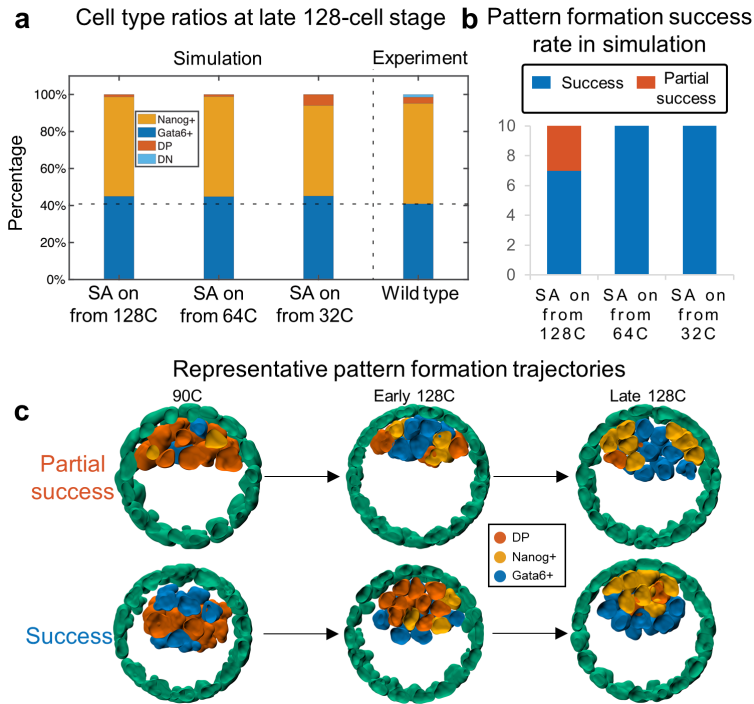 a
Cell type ratios at late 128-cell stage
Simulation
Experiment
Percentage
100%
80%
60%
40%
20%
0%
Nanog+
Gata6+
DP
DN
SA on
from 128C
SA on
from 64C
SA on
from 32C
Wild type
b
Pattern formation success
rate in simulation
Success
Partial
success
10
8
6
4
2
0
SA on
from
128C
SA on
from
64C
SA on
from
32C
Representative pattern formation trajectories
c
90C
Early 128C
Late 128C
Partial
success
DP
Nanog+
Gata6+
Success